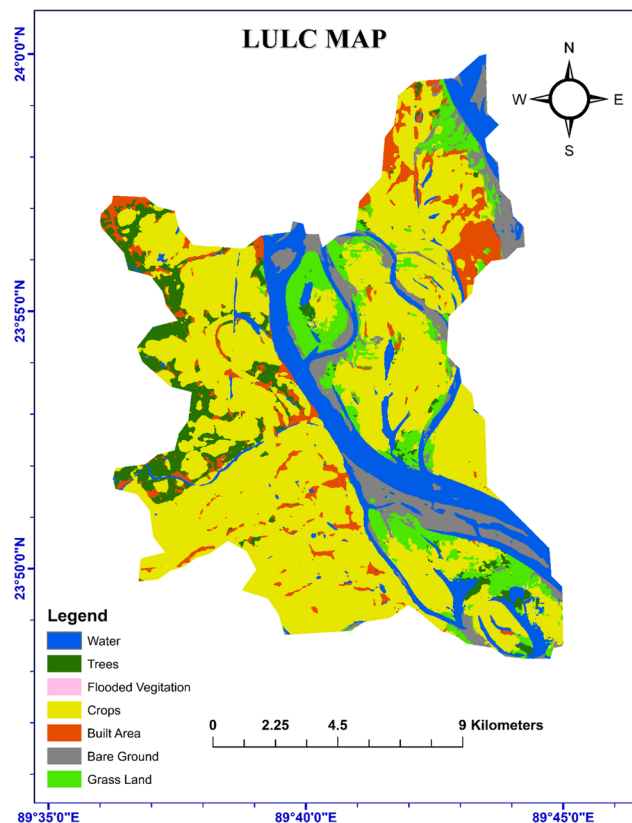 LULC MAP
N
W
E
S
24°0'0"N
23°55'0"N
23°50'0"N
Legend
Water
Trees
Flooded Vegitation
Crops
Built Area
Bare Ground
Grass Land
0 2.25 4.5 9 Kilometers
89°35'0"E 89°40'0"E 89°45'0"E